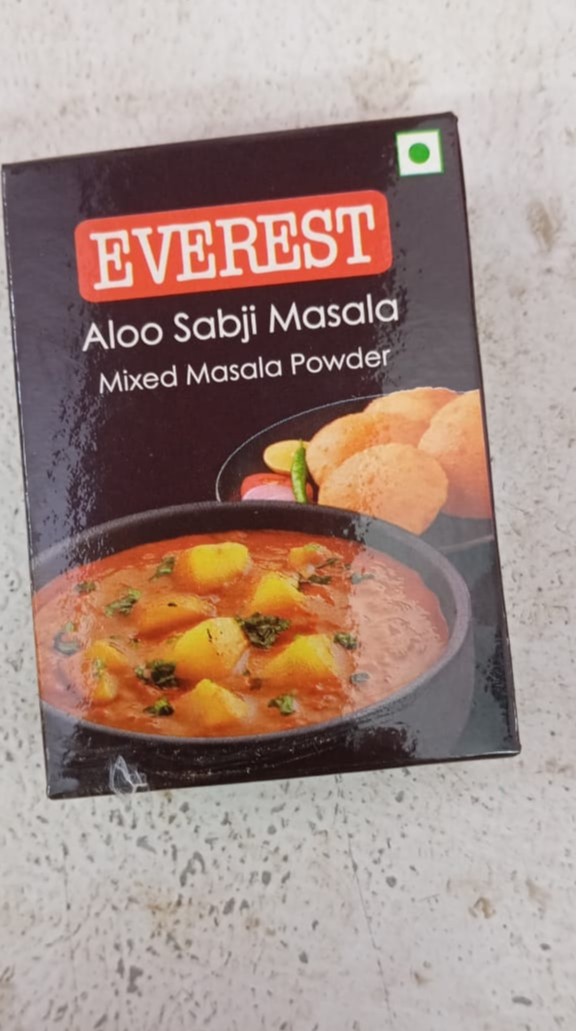 EVEREST
Aloo Sabji Masala
Mixed Masala Powder